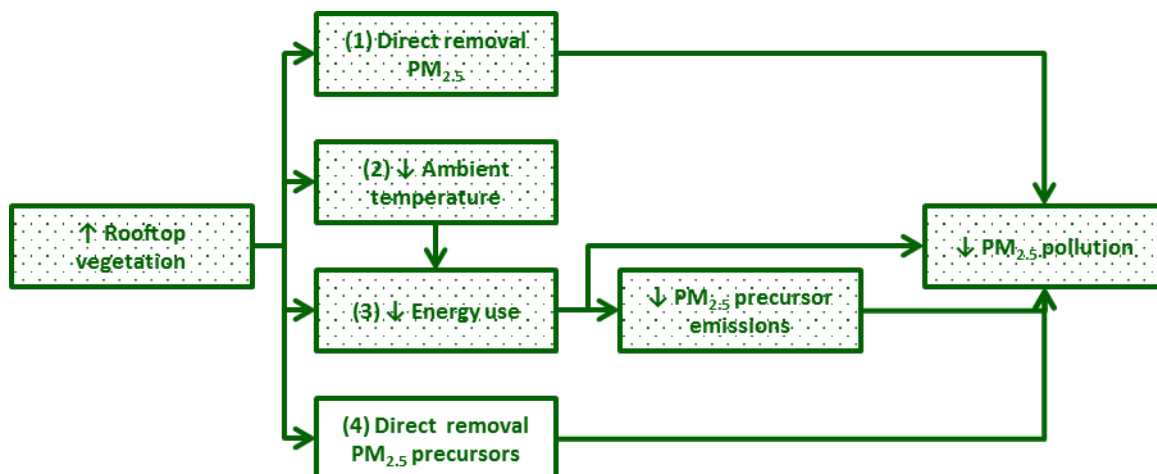 (1) Direct removal
PM2.5
(2) ↓ Ambient
temperature
↑ Rooftop
vegetation
(3) ↓ Energy use
↓ PM2.5 precursor
emissions
↓ PM2.5 pollution
(4) Direct removal
PM2.5 precursors